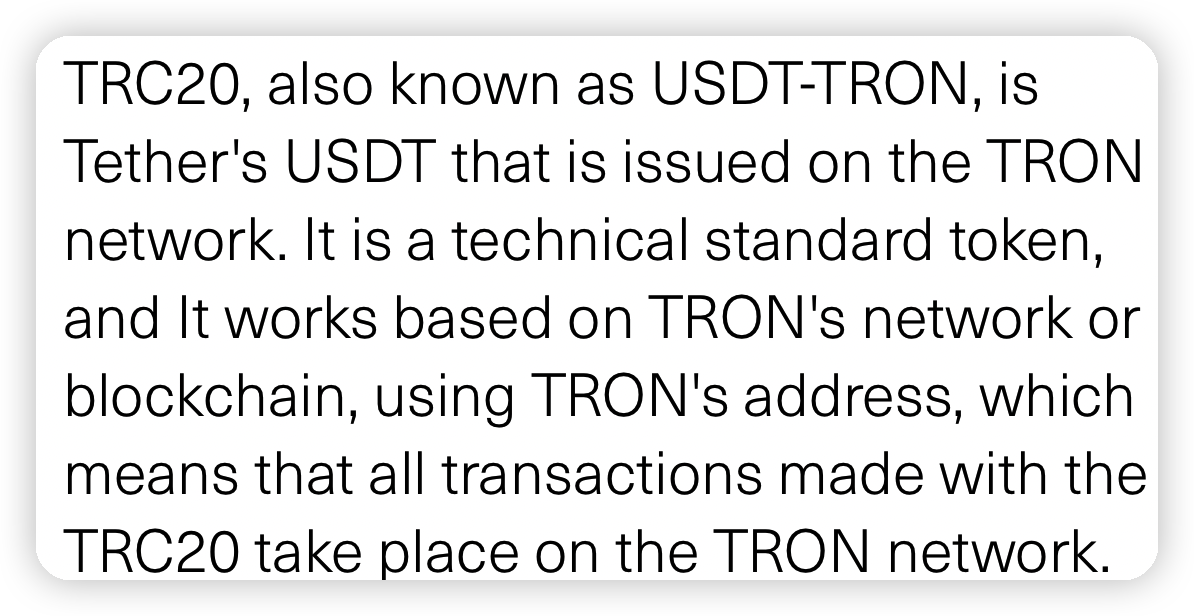 TRC20, also known as USDT-TRON, is
Tether's USDT that is issued on the TRON
network. It is a technical standard token,
and It works based on TRON's network or
blockchain, using TRON's address, which
means that all transactions made with the
TRC20 take place on the TRON network.